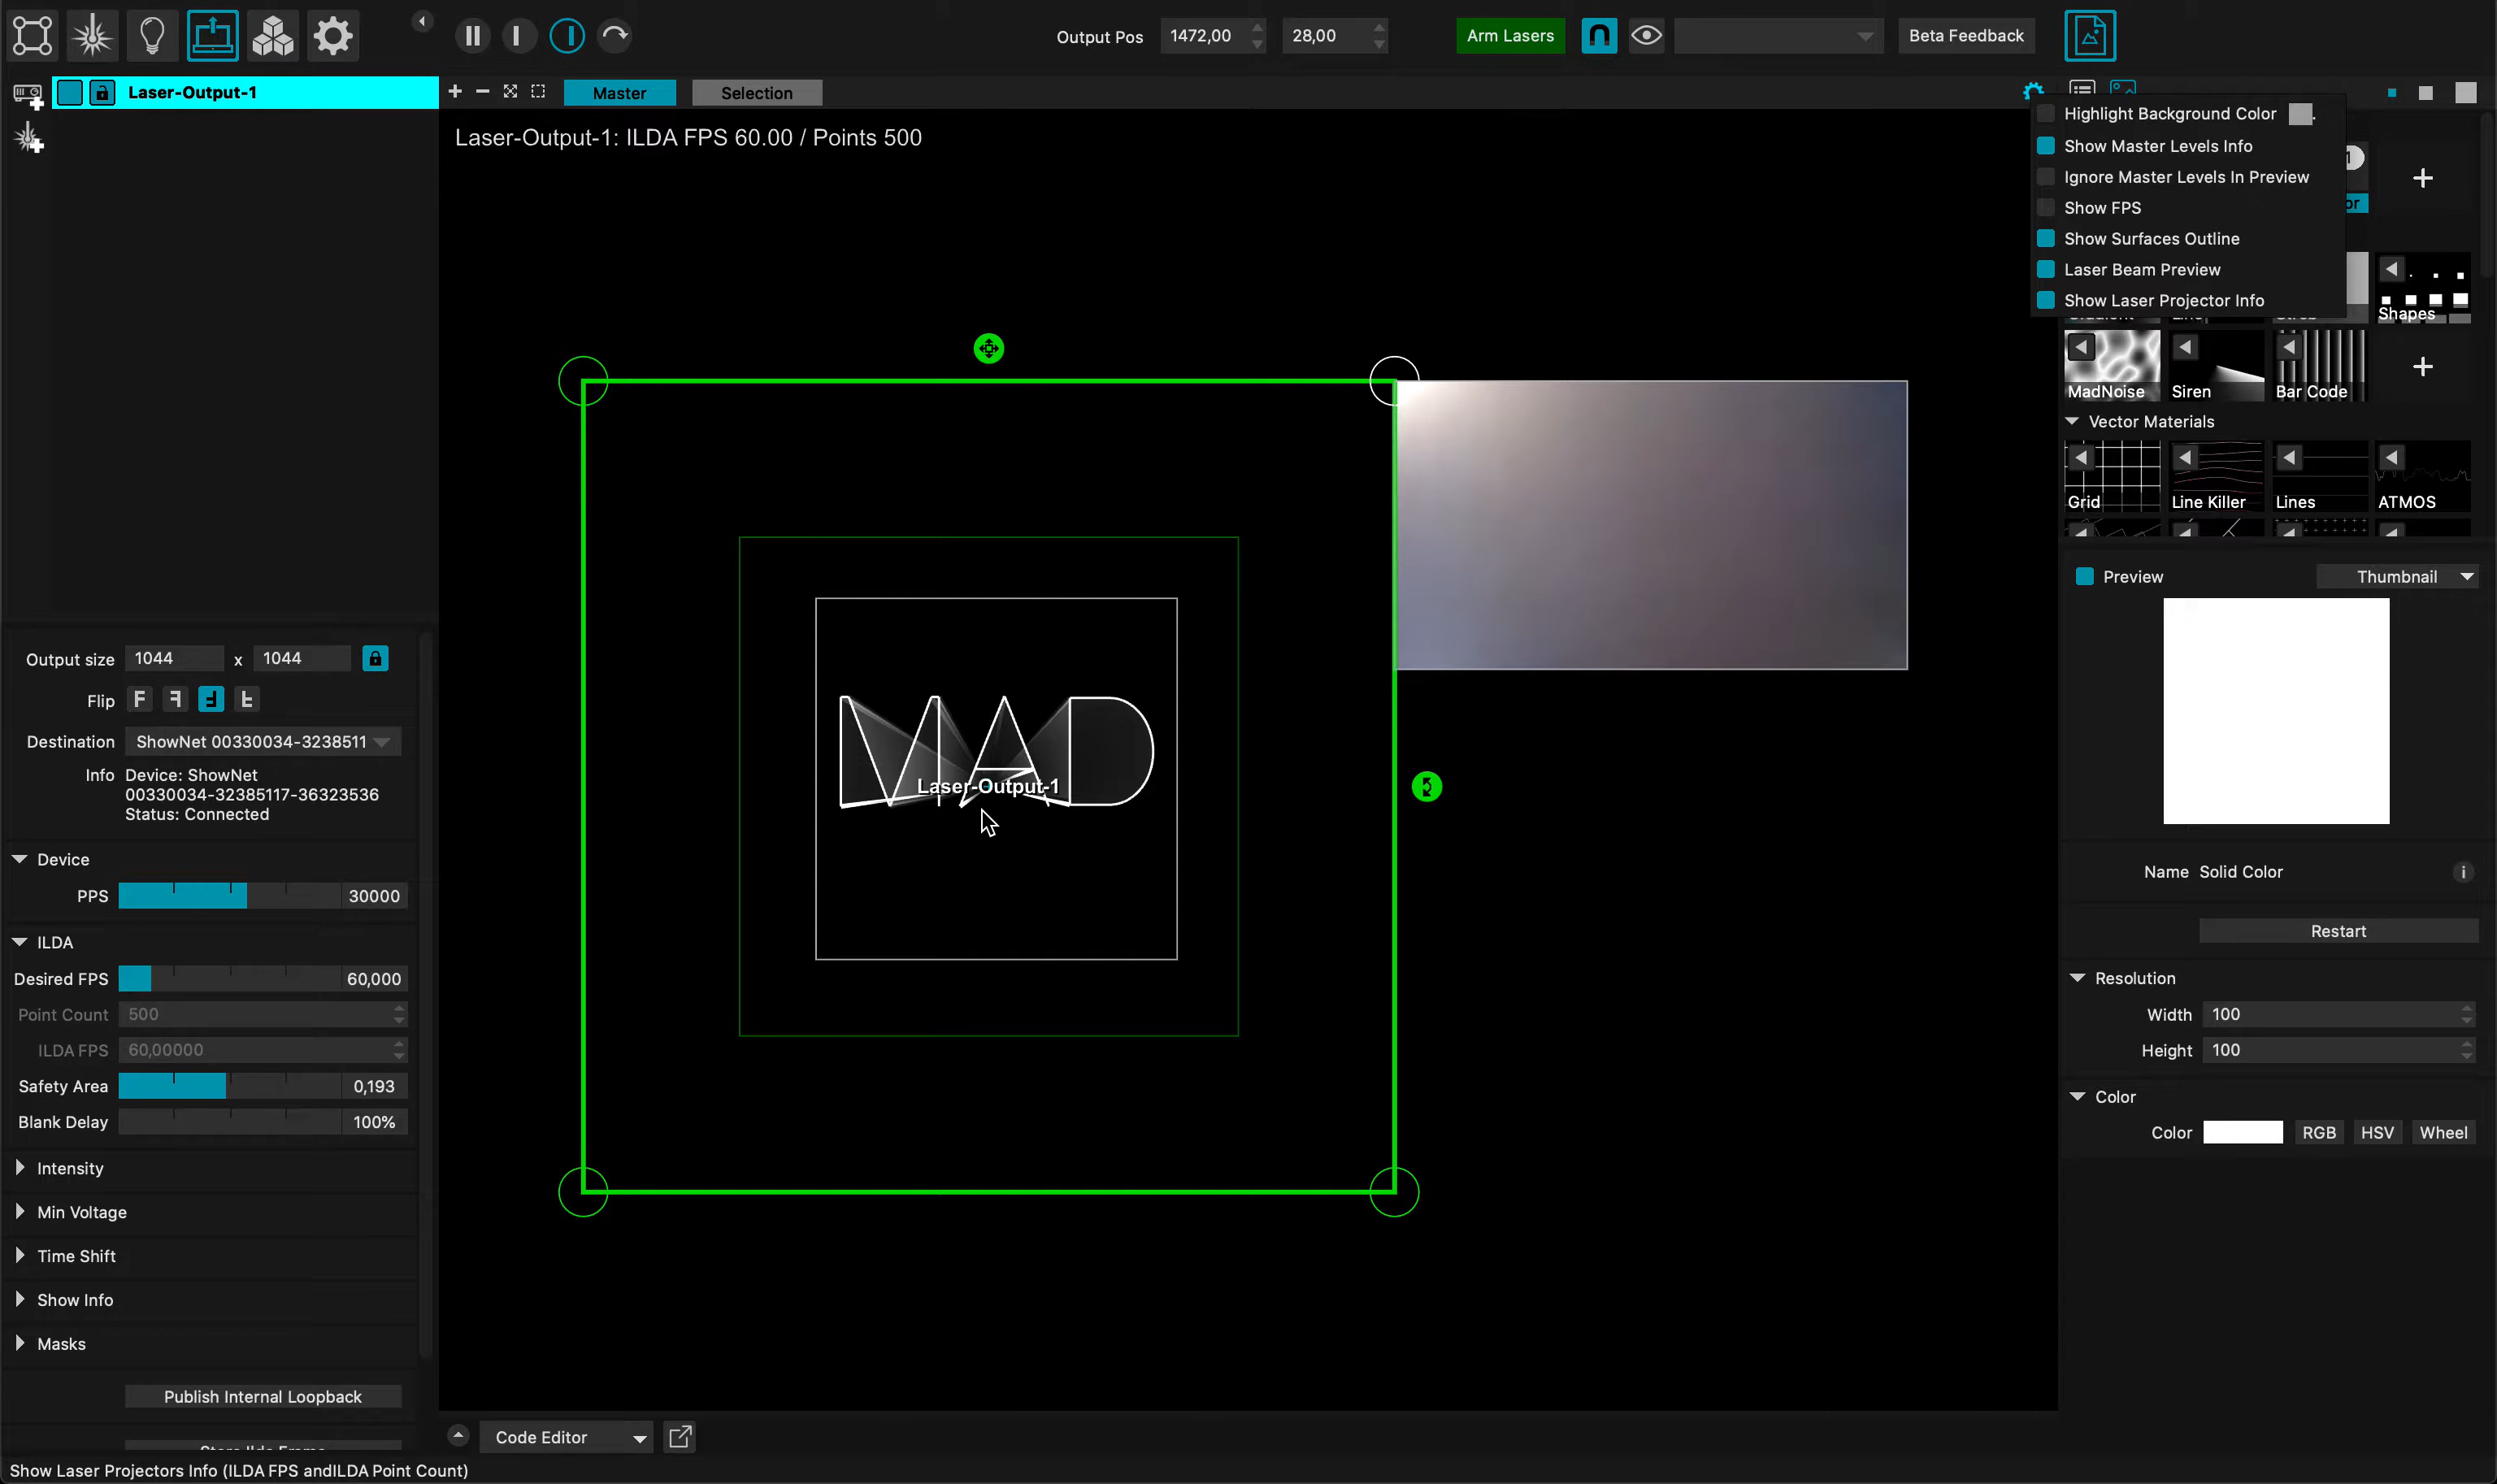 Output Pos 1472,00 28,00 Arm Lasers Beta Feedback
Laser-Output-1
Master Selection
Laser-Output-1: ILDA FPS 60.00 / Points 500
Highlight Background Color
Show Master Levels Info
Ignore Master Levels In Preview
Show FPS
Show Surfaces Outline
Laser Beam Preview
Show Laser Projector Info
Shapes
MadNoise Siren Bar Code
Vector Materials
Grid Line Killer Lines ATMOS
Preview Thumbnail
MAD
Laser-Output-1
Output size 1044 x 1044
Flip F
Destination ShowNet 00330034-3238511
Info Device: ShowNet
00330034-32385117-36323536
Status: Connected
Device
PPS 30000
ILDA
Desired FPS 60,000
Point Count 500
ILDA FPS 60,00000
Safety Area 0,193
Blank Delay 100%
Intensity
Min Voltage
Time Shift
Show Info
Masks
Publish Internal Loopback
Name Solid Color
Restart
Resolution
Width 100
Height 100
Color
Color RGB HSV Wheel
Code Editor
Show Laser Projectors Info (ILDA FPS andILDA Point Count)